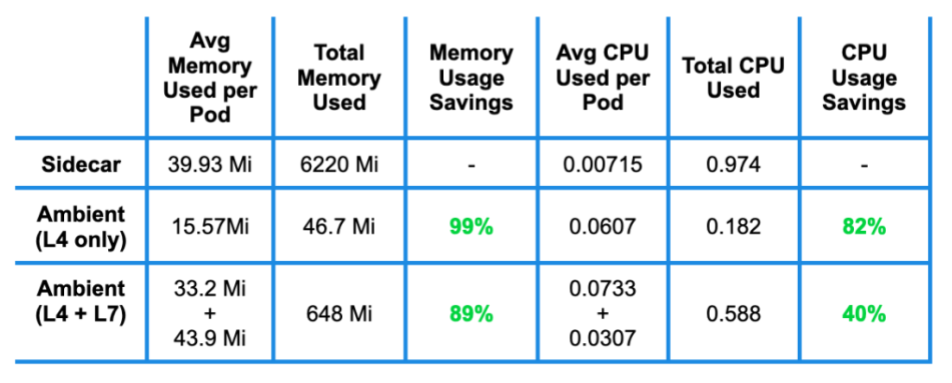 Avg
Memory
Used per
Pod
Total
Memory
Used
Memory
Usage
Savings
Avg CPU
Used per
Pod
Total CPU
Used
CPU
Usage
Savings
Sidecar
39.93 Mi
6220 Mi
-
0.00715
0.974
-
Ambient
(L4 only)
15.57Mi
46.7 Mi
99%
0.0607
0.182
82%
Ambient
(L4 + L7)
33.2 Mi
+
43.9 Mi
648 Mi
89%
0.0733
+
0.0307
0.588
40%